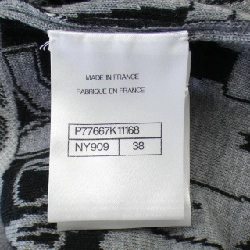 MADE IN FRANCE
FABRIQUE EN FRANCE
P77667K11168
NY909 38